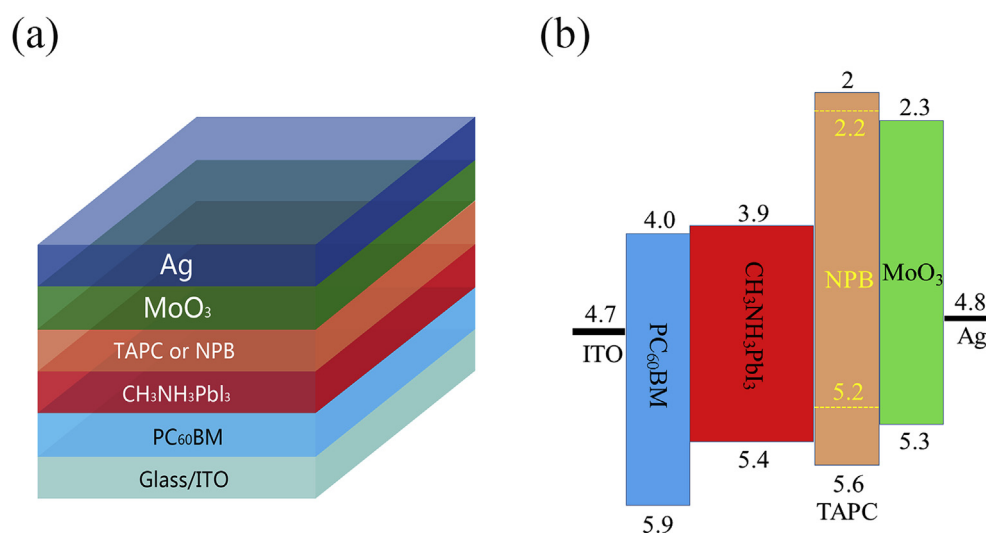 (a)
Ag
MoO₃
TAPC or NPB
CH₃NH₃PbI₃
PC₆₀BM
Glass/ITO
(b)
2
2.2
2.3
4.0
3.9
4.7
ITO
PC₆₀BM
CH₃NH₃PbI₃
NPB
MoO₃
4.8
Ag
5.2
5.3
5.4
5.6
TAPC
5.9